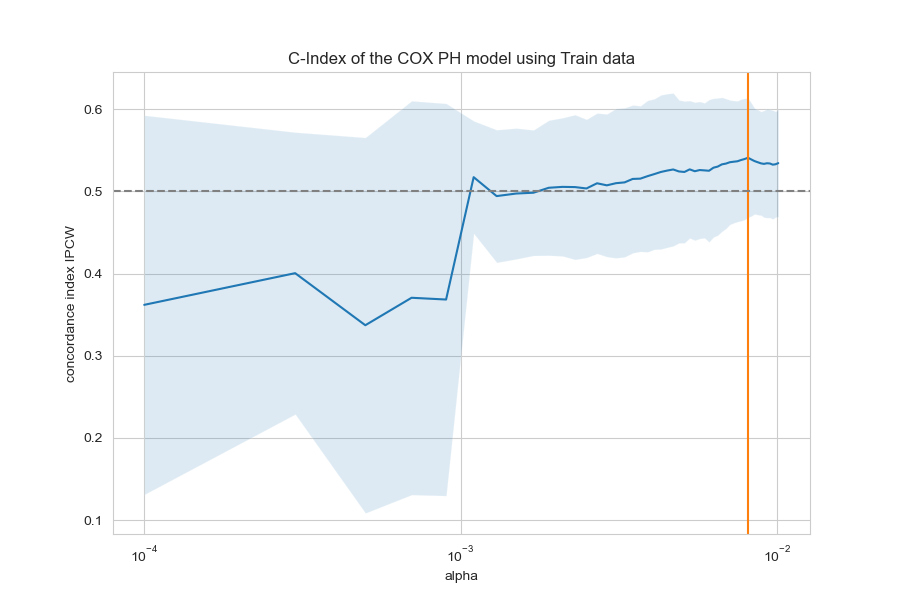 C-Index of the COX PH model using Train data
concordance index IPCW
0.6
0.5
0.4
0.3
0.2
0.1
10⁻⁴ 10⁻³ 10⁻²
alpha